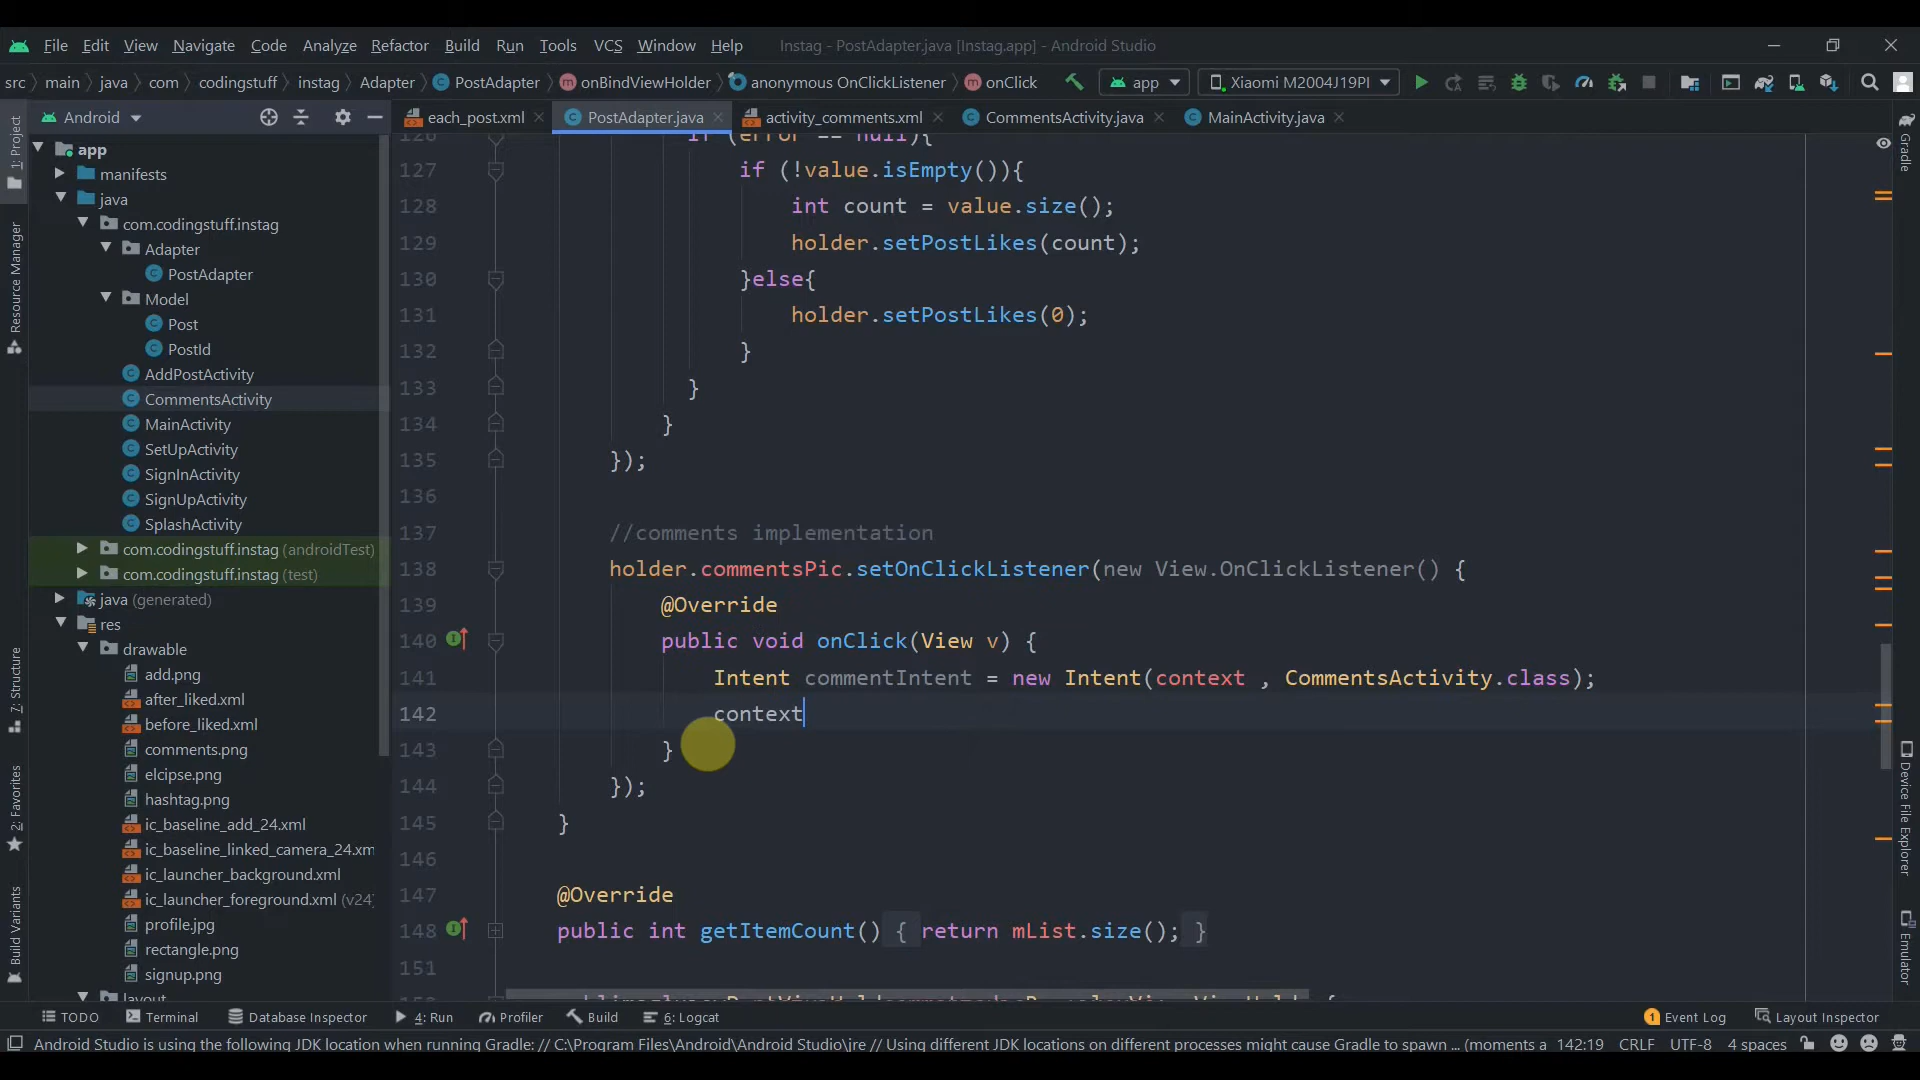 File Edit View Navigate Code Analyze Refactor Build Run Tools VCS Window Help Instag - PostAdapter.java [Instag.app] - Android Studio
src main java com codingstuff instag Adapter PostAdapter onBindViewHolder anonymous OnClickListener onClick app Xiaomi M2004J19PI
Android each_post.xml PostAdapter.java activity_comments.xml CommentsActivity.java MainActivity.java
1: Project
Resource Manager
Z: Structure
2: Favorites
Build Variants
app
manifests
java
com.codingstuff.instag
Adapter
PostAdapter
Model
Post
PostId
AddPostActivity
CommentsActivity
MainActivity
SetUpActivity
SignInActivity
SignUpActivity
SplashActivity
com.codingstuff.instag (androidTest)
com.codingstuff.instag (test)
java (generated)
res
drawable
add.png
after_liked.xml
before_liked.xml
comments.png
elcipse.png
hashtag.png
ic_baseline_add_24.xml
ic_baseline_linked_camera_24.xm
ic_launcher_background.xml
ic_launcher_foreground.xml (v24)
profile.jpg
rectangle.png
signup.png
layout
126 if (error == null){
127 if (!value.isEmpty()){
128 int count = value.size();
129 holder.setPostLikes(count);
130 }else{
131 holder.setPostLikes(0);
132 }
133 }
134 }
135 });
136
137 //comments implementation
138 holder.commentsPic.setOnClickListener(new View.OnClickListener() {
139 @Override
140 public void onClick(View v) {
141 Intent commentIntent = new Intent(context , CommentsActivity.class);
142 context
143 }
144 });
145 }
146
147 @Override
148 public int getItemCount() { return mList.size(); }
151
Gradle
Device File Explorer
Emulator
TODO Terminal Database Inspector 4: Run Profiler Build 6: Logcat 1 Event Log Layout Inspector
Android Studio is using the following JDK location when running Gradle: // C:\Program Files\Android\Android Studio\jre // Using different JDK locations on different processes might cause Gradle to spawn ... (moments a 142:19 CRLF UTF-8 4 spaces